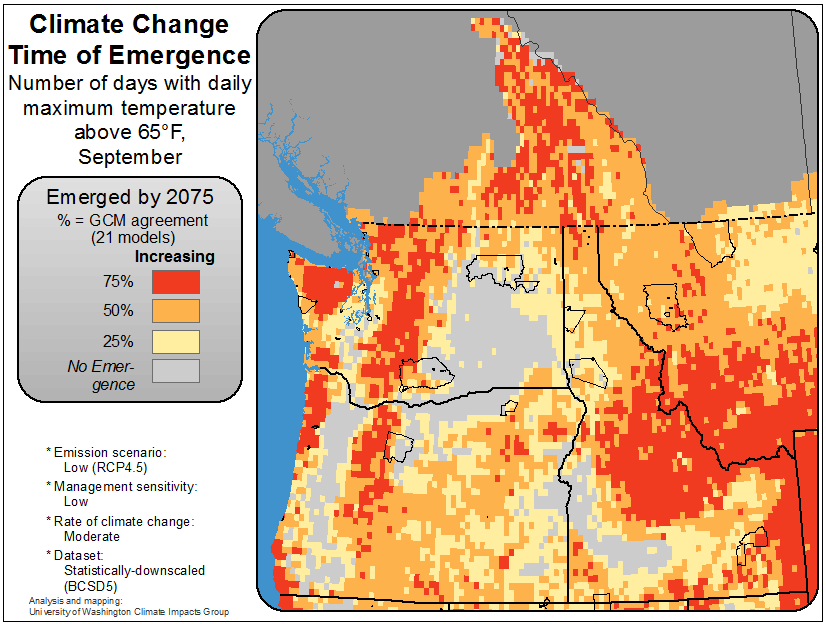 Climate Change
Time of Emergence
Number of days with daily
maximum temperature
above 65°F,
September
Emerged by 2075
% = GCM agreement
(21 models)
Increasing
75%
50%
25%
No Emer-
gence
* Emission scenario:
Low (RCP4.5)
* Management sensitivity:
Low
* Rate of climate change:
Moderate
* Dataset:
Statistically-downscaled
(BCSD5)
Analysis and mapping:
University of Washington Climate Impacts Group